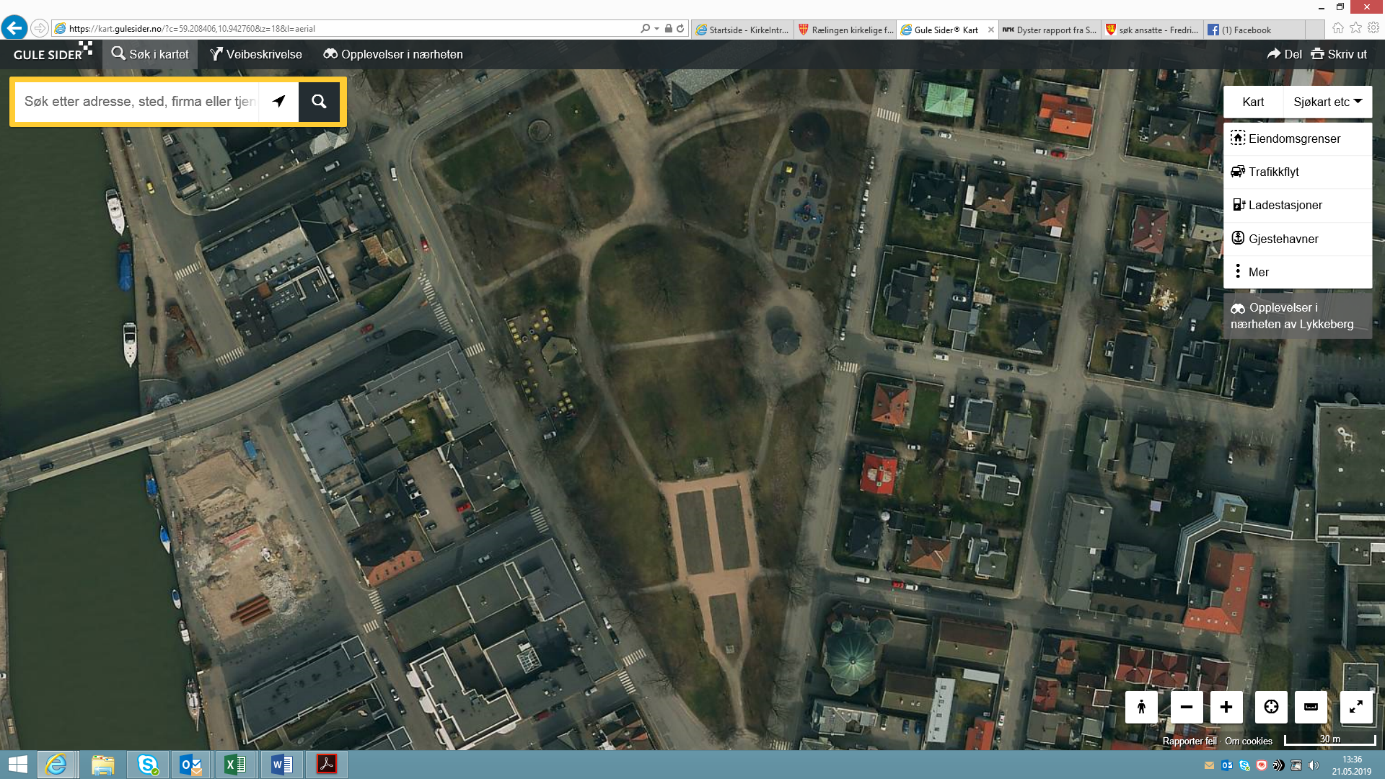 https://kart.gulesider.no/?c=59.208406,10.942760&z=18&l=aerial
Startside - KirkeIntr...
Rælingen kirkelige f...
Gule Sider® Kart
Dyster rapport fra S...
søk ansatte - Fredri...
(1) Facebook
GULE SIDER
Søk i kartet
Veibeskrivelse
Opplevelser i nærheten
Del
Skriv ut
Søk etter adresse, sted, firma eller tjen
Kart
Sjøkart etc
Eiendomsgrenser
Trafikkflyt
Ladestasjoner
Gjestehavner
Mer
Opplevelser i
nærheten av Lykkeberg
Rapporter feil
Om cookies
30 m
13:36
21.05.2019